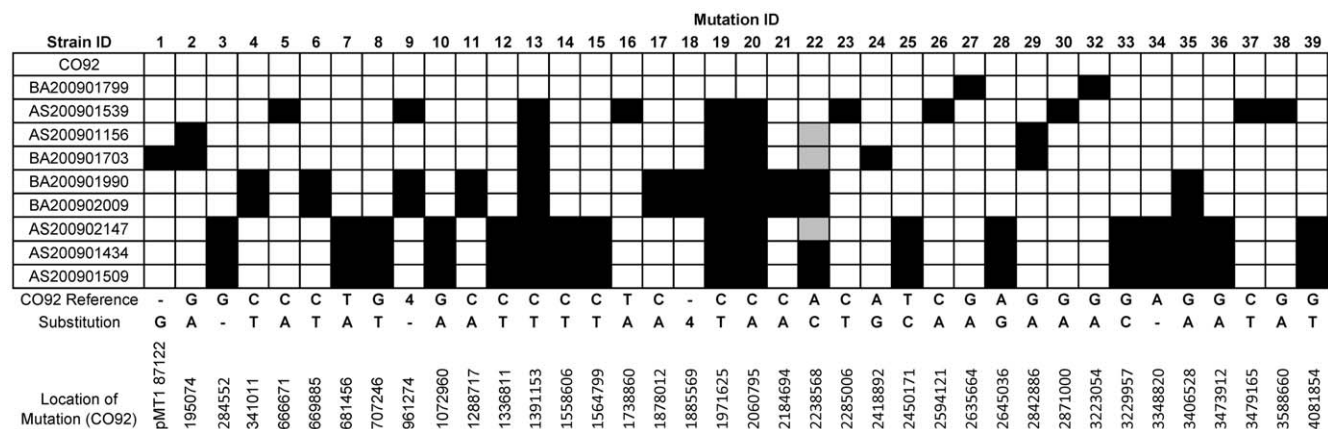 Mutation ID
Strain ID 1 2 3 4 5 6 7 8 9 10 11 12 13 14 15 16 17 18 19 20 21 22 23 24 25 26 27 28 29 30 32 33 34 35 36 37 38 39
CO92
BA200901799
AS200901539
AS200901156
BA200901703
BA200901990
BA200902009
AS200902147
AS200901434
AS200901509
CO92 Reference - G G C C C T G 4 G C C C C C T C - C C C A C A T C G A G G G G A G G C G G
Substitution G A - T A T A T - A A T T T T A A 4 T A A C T G C A A G A A A C - A A T A T
Location of
Mutation (CO92)
pMT1 87122
195074
284552
341011
666671
669885
681456
707246
961274
1072960
1288717
1336811
1391153
1558606
1564799
1738860
1878012
1885569
1971625
2060795
2184694
2238568
2285006
2418892
2450171
2594121
2635664
2645036
2842886
2871000
3223054
3229957
3348820
3406528
3473912
3479165
3588660
4081854